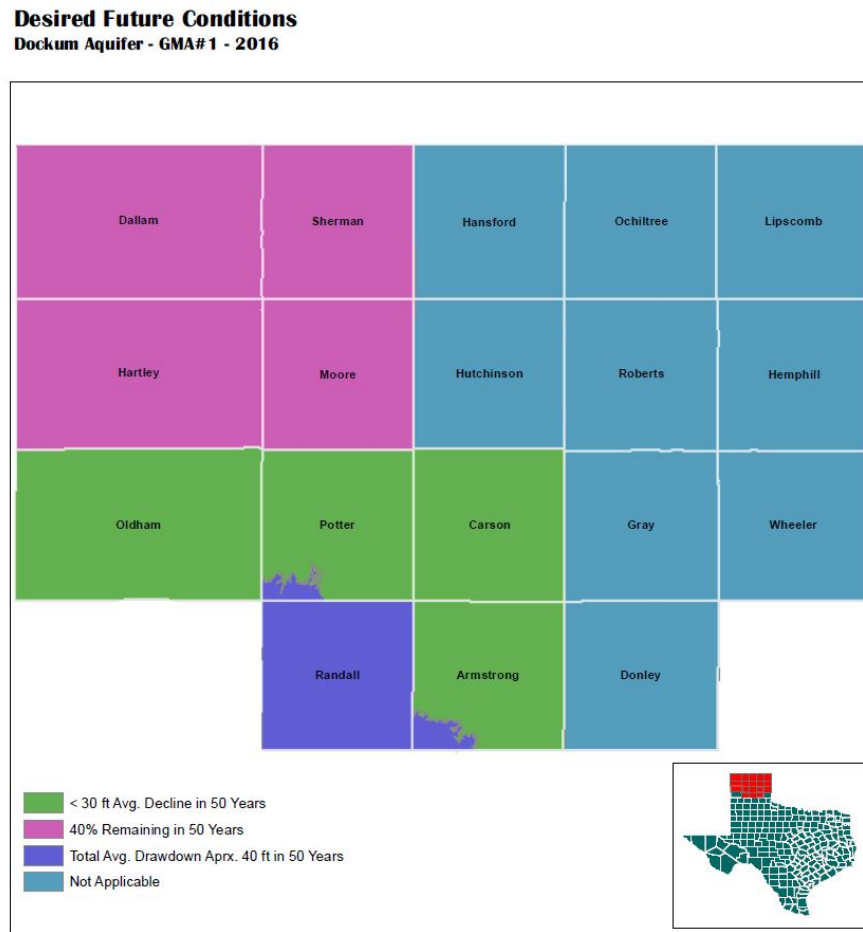 Desired Future Conditions
Dockum Aquifer - GMA#1 - 2016
Dallam
Sherman
Hansford
Ochiltree
Lipscomb
Hartley
Moore
Hutchinson
Roberts
Hemphill
Oldham
Potter
Carson
Gray
Wheeler
Randall
Armstrong
Donley
< 30 ft Avg. Decline in 50 Years
40% Remaining in 50 Years
Total Avg. Drawdown Aprx. 40 ft in 50 Years
Not Applicable